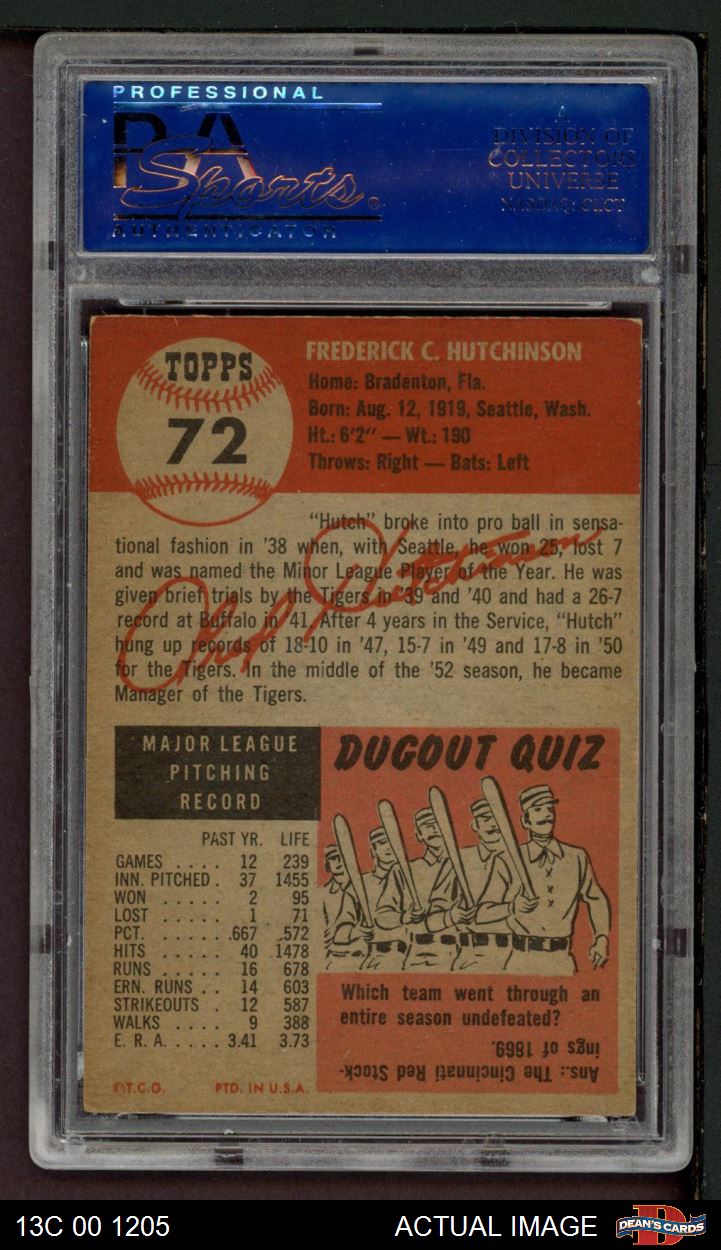 PROFESSIONAL
PSA
Sports®
AUTHENTICATOR
A
DIVISION OF
COLLECTORS
UNIVERSE
NASDAQ: CLCT
TOPPS
72
FREDERICK C. HUTCHINSON
Home: Bradenton, Fla.
Born: Aug. 12, 1919, Seattle, Wash.
Ht.: 6'2" — Wt.: 190
Throws: Right — Bats: Left
"Hutch" broke into pro ball in sensa-
tional fashion in '38 when, with Seattle, he won 25, lost 7
and was named the Minor League Player of the Year. He was
given brief trials by the Tigers in '39 and '40 and had a 26-7
record at Buffalo in '41. After 4 years in the Service, "Hutch"
hung up records of 18-10 in '47, 15-7 in '49 and 17-8 in '50
for the Tigers. In the middle of the '52 season, he became
Manager of the Tigers.
Fred Hutchinson
MAJOR LEAGUE
PITCHING
RECORD
PAST YR. LIFE
GAMES .... 12 239
INN. PITCHED . 37 1455
WON ..... 2 95
LOST ..... 1 71
PCT. ...... .667 .572
HITS ..... 40 1478
RUNS ..... 16 678
ERN. RUNS .. 14 603
STRIKEOUTS . 12 587
WALKS .... 9 388
E. R. A. ..... 3.41 3.73
©T.C.G. PTD. IN U.S.A.
DUGOUT QUIZ
Which team went through an
entire season undefeated?
Ans.: The Cincinnati Red Stock-
ings of 1869.
13C 00 1205
ACTUAL IMAGE
D
DEAN'S CARDS